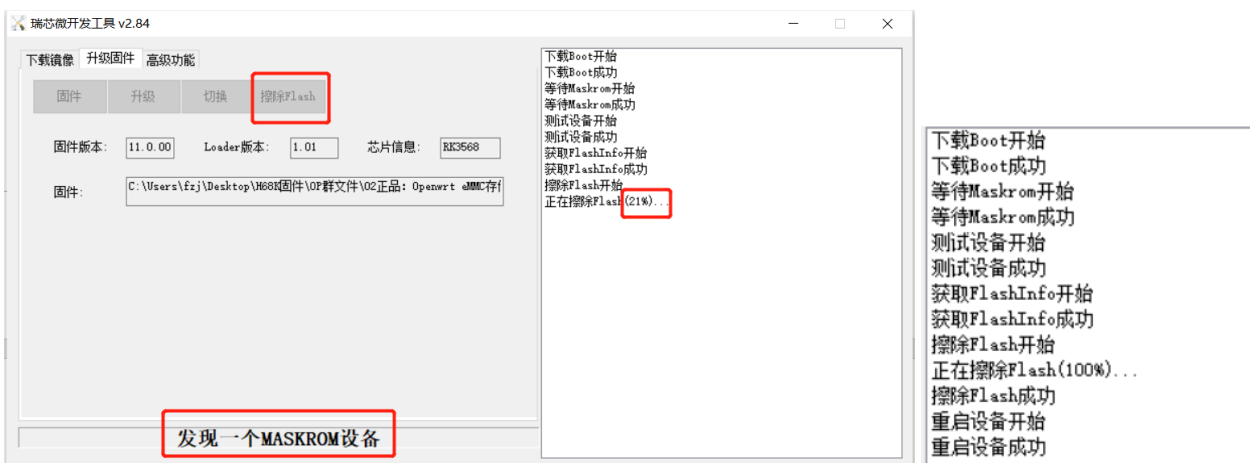 瑞芯微开发工具 v2.84
下载镜像 升级固件 高级功能
固件 升级 切换 擦除Flash
固件版本: 11.0.00 Loader版本: 1.01 芯片信息: RK3568
固件: C:\Users\fzj\Desktop\H68K固件\OP群文件\02正品: Openwrt eMMC存
发现一个MASKROM设备
下载Boot开始
下载Boot成功
等待Maskrom开始
等待Maskrom成功
测试设备开始
测试设备成功
获取FlashInfo开始
获取FlashInfo成功
擦除Flash开始
正在擦除Flash(21%)...
下载Boot开始
下载Boot成功
等待Maskrom开始
等待Maskrom成功
测试设备开始
测试设备成功
获取FlashInfo开始
获取FlashInfo成功
擦除Flash开始
正在擦除Flash(100%)...
擦除Flash成功
重启设备开始
重启设备成功